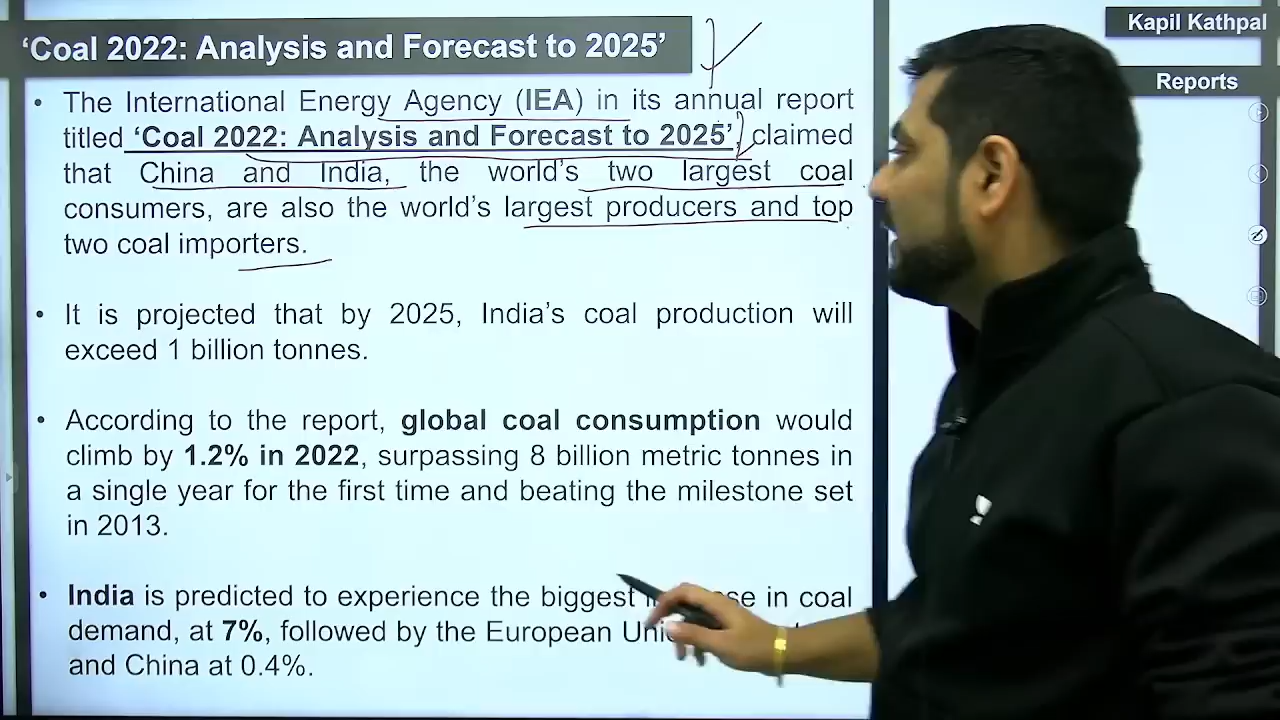 ‘Coal 2022: Analysis and Forecast to 2025’
Kapil Kathpal
Reports
• The International Energy Agency (IEA) in its annual report
titled ‘Coal 2022: Analysis and Forecast to 2025’, claimed
that China and India, the world’s two largest coal
consumers, are also the world’s largest producers and top
two coal importers.
• It is projected that by 2025, India’s coal production will
exceed 1 billion tonnes.
• According to the report, global coal consumption would
climb by 1.2% in 2022, surpassing 8 billion metric tonnes in
a single year for the first time and beating the milestone set
in 2013.
• India is predicted to experience the biggest in coal
demand, at 7%, followed by the European
and China at 0.4%.